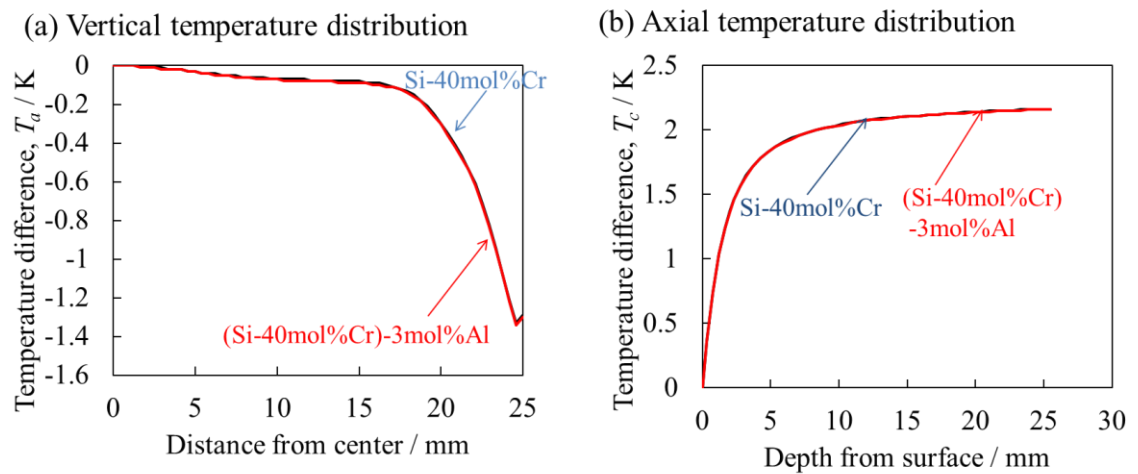 (a) Vertical temperature distribution
Temperature difference, Ta / K
0
-0.2
-0.4
-0.6
-0.8
-1
-1.2
-1.4
-1.6
Si-40mol%Cr
(Si-40mol%Cr)-3mol%Al
0 5 10 15 20 25
Distance from center / mm
(b) Axial temperature distribution
Temperature difference, Tc / K
2.5
2
1.5
1
0.5
0
Si-40mol%Cr
(Si-40mol%Cr)
-3mol%Al
0 5 10 15 20 25 30
Depth from surface / mm